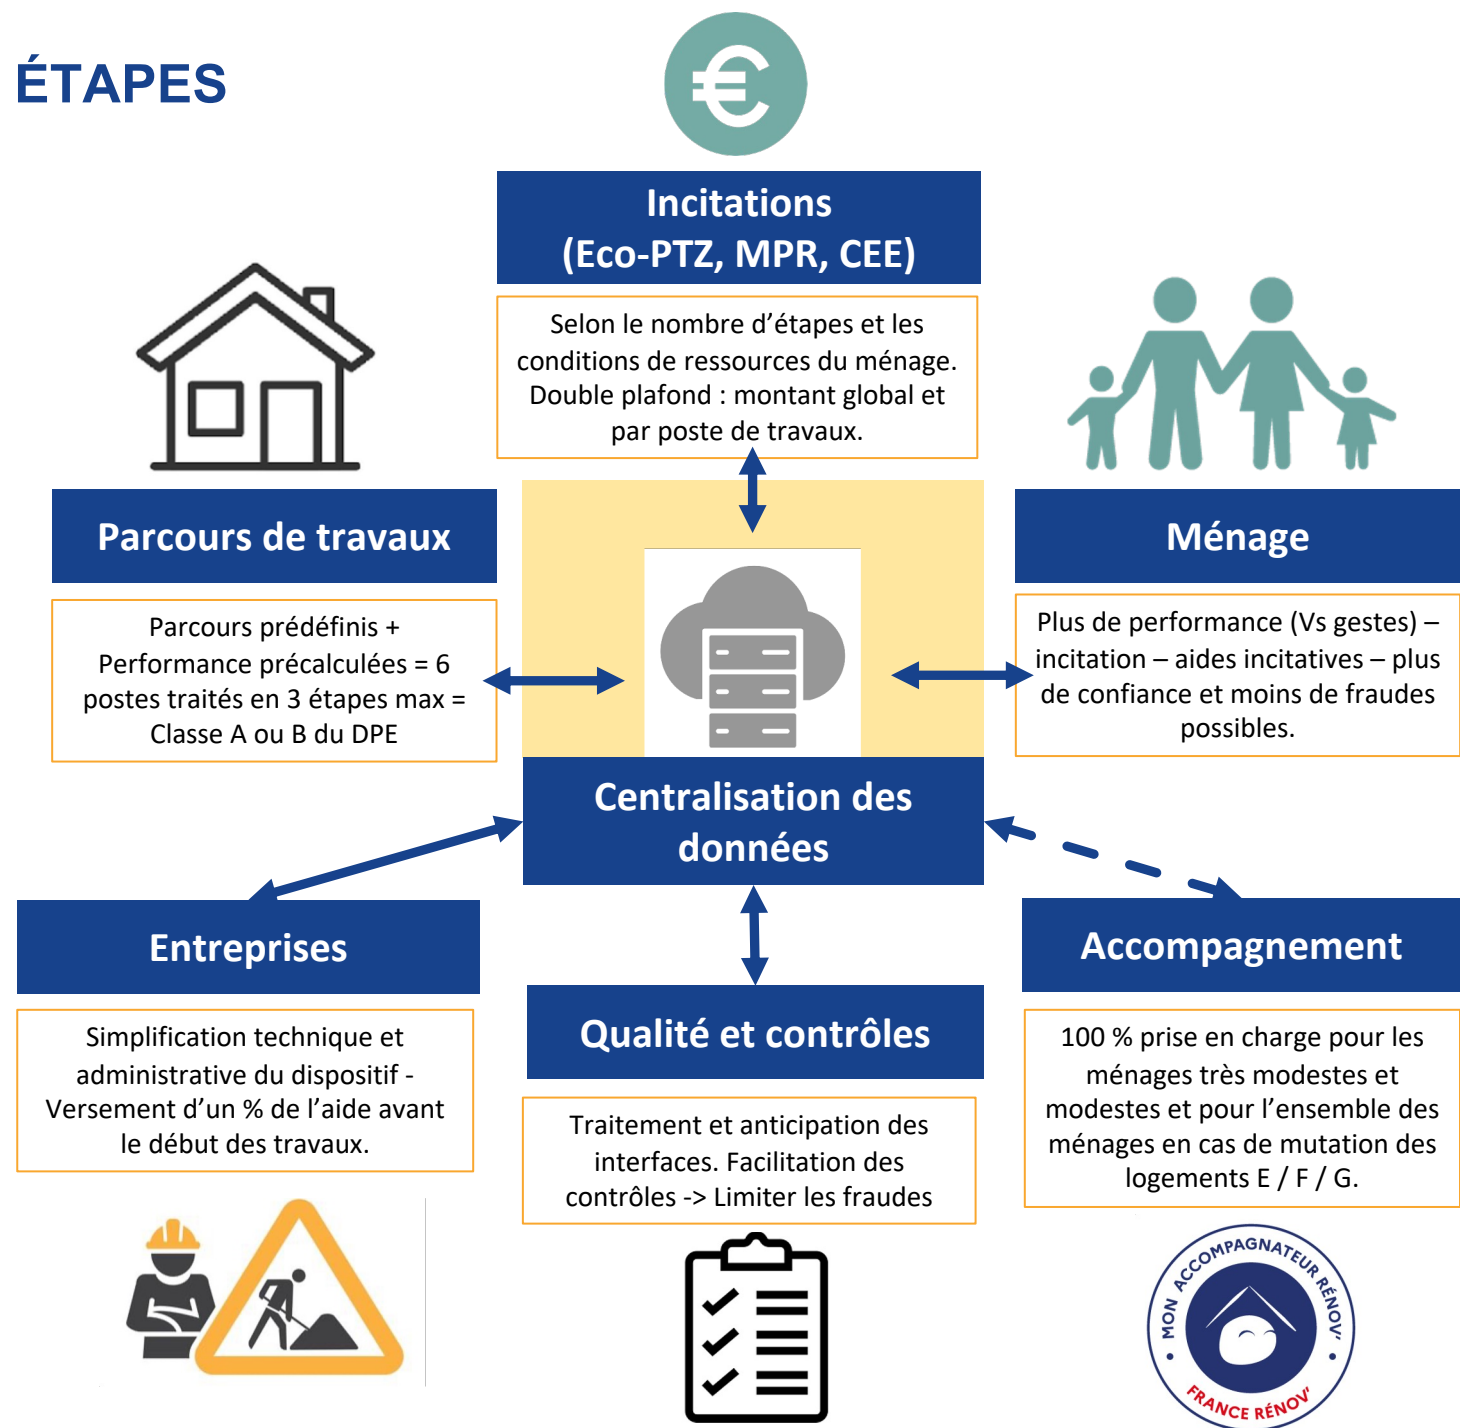 ÉTAPES
Incitations
(Eco-PTZ, MPR, CEE)
Selon le nombre d’étapes et les
conditions de ressources du ménage.
Double plafond : montant global et
par poste de travaux.
Parcours de travaux
Parcours prédéfinis +
Performance précalculées = 6
postes traités en 3 étapes max =
Classe A ou B du DPE
Ménage
Plus de performance (Vs gestes) –
incitation – aides incitatives – plus
de confiance et moins de fraudes
possibles.
Centralisation des
données
Entreprises
Simplification technique et
administrative du dispositif -
Versement d’un % de l’aide avant
le début des travaux.
Qualité et contrôles
Traitement et anticipation des
interfaces. Facilitation des
contrôles -> Limiter les fraudes
Accompagnement
100 % prise en charge pour les
ménages très modestes et
modestes et pour l’ensemble des
ménages en cas de mutation des
logements E / F / G.
• MON ACCOMPAGNATEUR RÉNOV’ •
FRANCE RÉNOV’